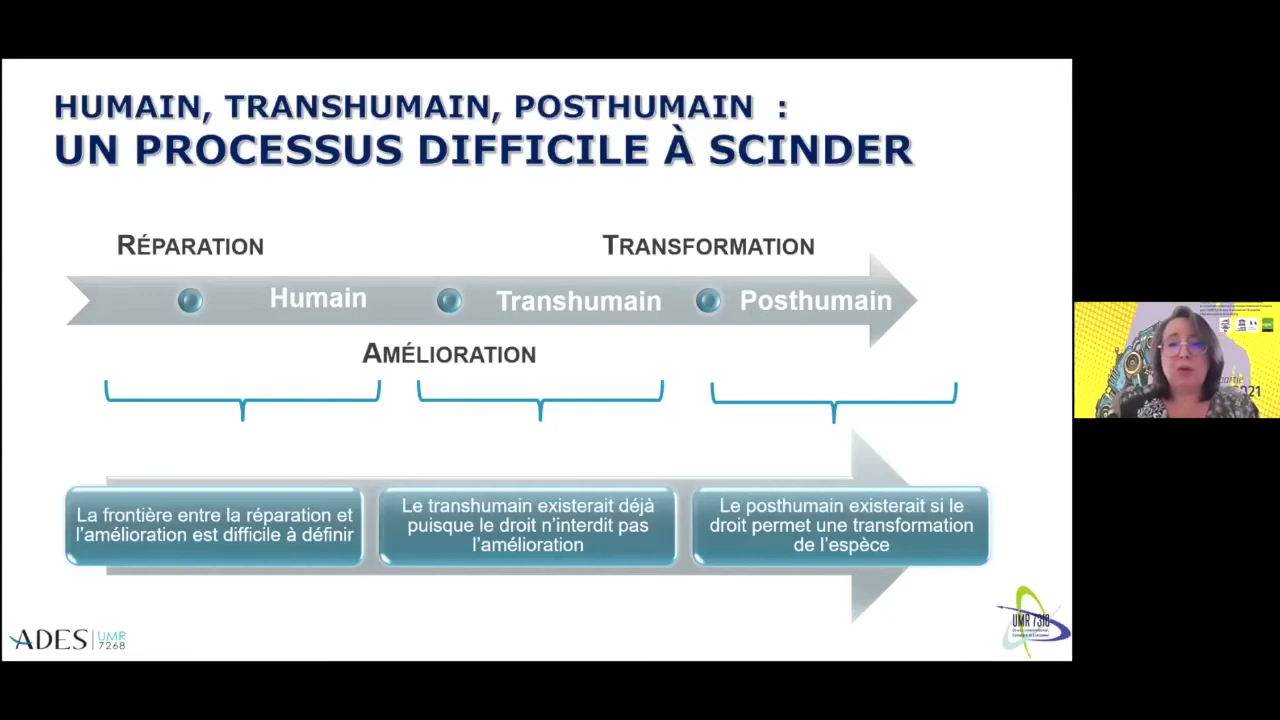 HUMAIN, TRANSHUMAIN, POSTHUMAIN :
UN PROCESSUS DIFFICILE À SCINDER
RÉPARATION
TRANSFORMATION
Humain
Transhumain
Posthumain
AMÉLIORATION
La frontière entre la réparation et
l'amélioration est difficile à définir
Le transhumain existerait déjà
puisque le droit n'interdit pas
l'amélioration
Le posthumain existerait si le
droit permet une transformation
de l'espèce
ADES UMR
7268
UMR 7318
partie
2021